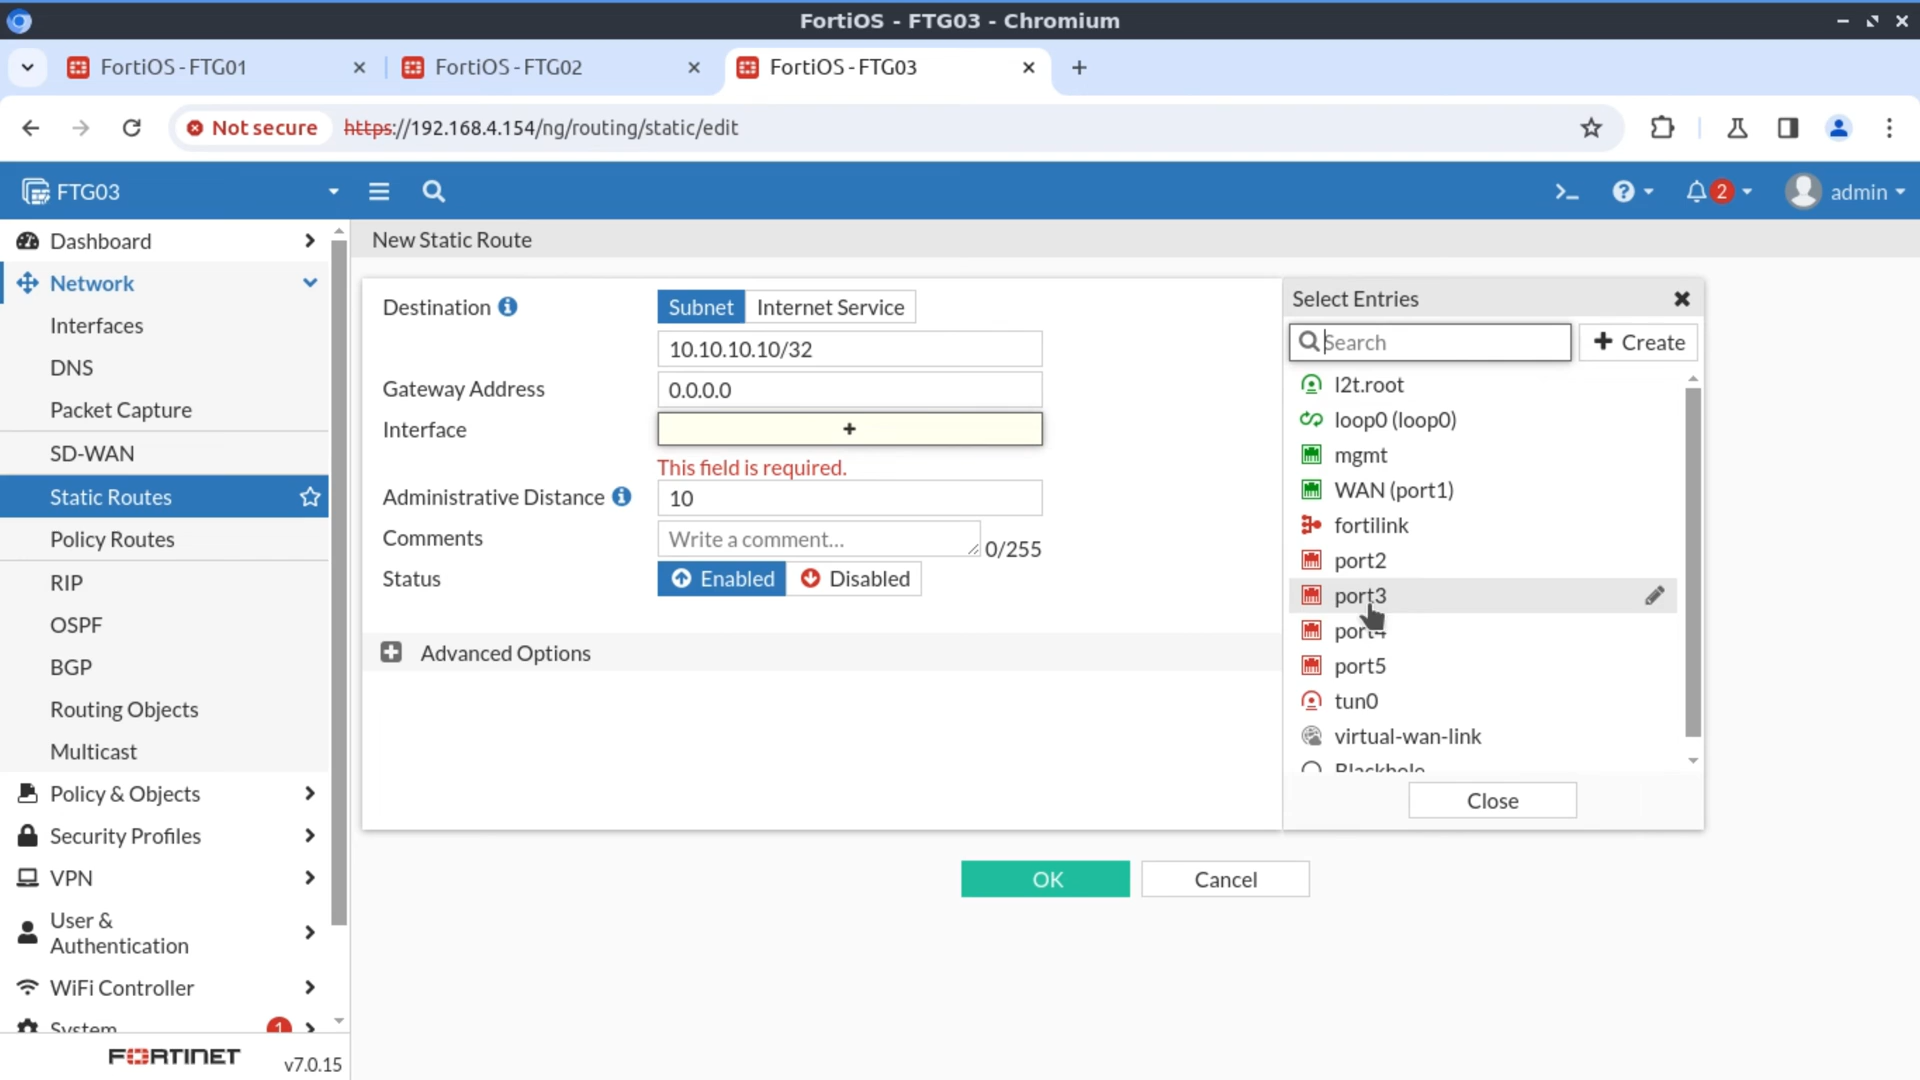 FortiOS - FTG03 - Chromium
FortiOS - FTG01
FortiOS - FTG02
FortiOS - FTG03
Not secure
https://192.168.4.154/ng/routing/static/edit
FTG03
2
admin
Dashboard
Network
Interfaces
DNS
Packet Capture
SD-WAN
Static Routes
Policy Routes
RIP
OSPF
BGP
Routing Objects
Multicast
Policy & Objects
Security Profiles
VPN
User &
Authentication
WiFi Controller
System
1
FORTINET
v7.0.15
New Static Route
Destination
Subnet
Internet Service
10.10.10.10/32
Gateway Address
0.0.0.0
Interface
+
This field is required.
Administrative Distance
10
Comments
Write a comment...
0/255
Status
Enabled
Disabled
Advanced Options
Select Entries
Search
+ Create
l2t.root
loop0 (loop0)
mgmt
WAN (port1)
fortilink
port2
port3
port4
port5
tun0
virtual-wan-link
Blackhole
Close
OK
Cancel